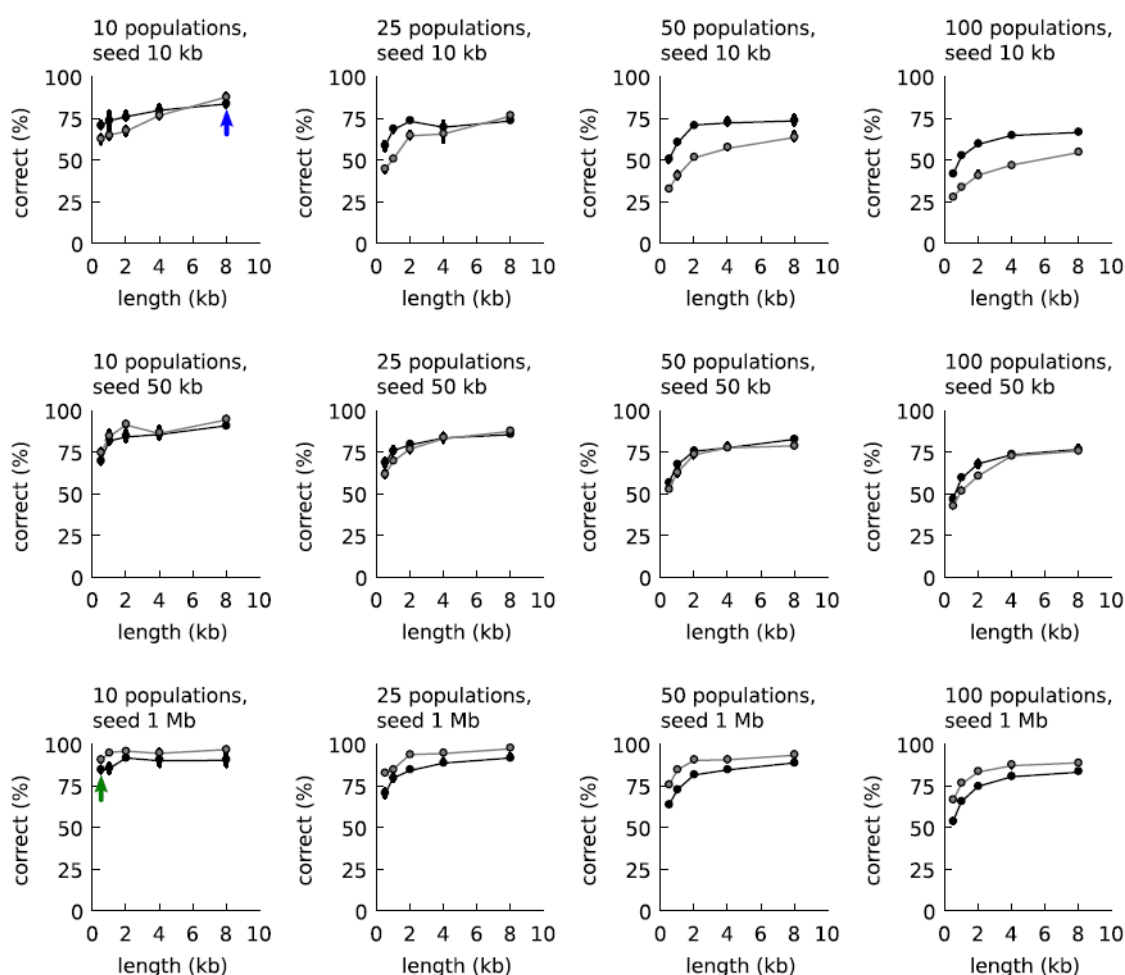 10 populations,
seed 10 kb
25 populations,
seed 10 kb
50 populations,
seed 10 kb
100 populations,
seed 10 kb
100
75
50
25
0
correct (%)
0 2 4 6 8 10
length (kb)
100
75
50
25
0
correct (%)
0 2 4 6 8 10
length (kb)
100
75
50
25
0
correct (%)
0 2 4 6 8 10
length (kb)
100
75
50
25
0
correct (%)
0 2 4 6 8 10
length (kb)
10 populations,
seed 50 kb
25 populations,
seed 50 kb
50 populations,
seed 50 kb
100 populations,
seed 50 kb
100
75
50
25
0
correct (%)
0 2 4 6 8 10
length (kb)
100
75
50
25
0
correct (%)
0 2 4 6 8 10
length (kb)
100
75
50
25
0
correct (%)
0 2 4 6 8 10
length (kb)
100
75
50
25
0
correct (%)
0 2 4 6 8 10
length (kb)
10 populations,
seed 1 Mb
25 populations,
seed 1 Mb
50 populations,
seed 1 Mb
100 populations,
seed 1 Mb
100
75
50
25
0
correct (%)
0 2 4 6 8 10
length (kb)
100
75
50
25
0
correct (%)
0 2 4 6 8 10
length (kb)
100
75
50
25
0
correct (%)
0 2 4 6 8 10
length (kb)
100
75
50
25
0
correct (%)
0 2 4 6 8 10
length (kb)